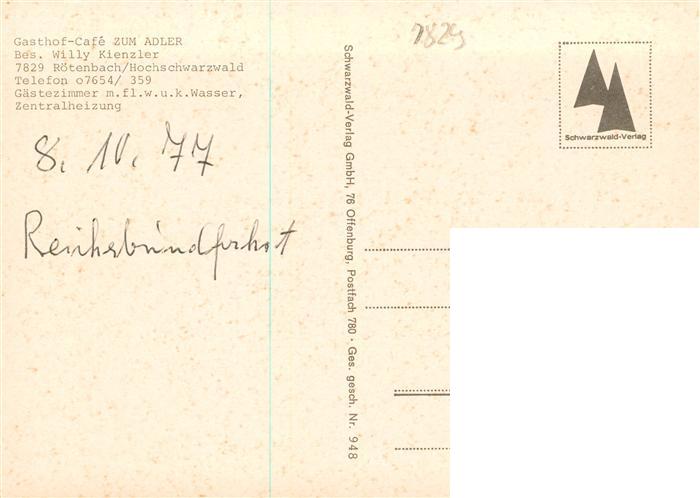 Gasthof-Café ZUM ADLER
Bes. Willy Kienzler
7829 Rötenbach/Hochschwarzwald
Telefon o7654/ 359
Gästezimmer m.fl.w.u.k.Wasser,
Zentralheizung
8. 10. 77
Schwarzwald-Verlag GmbH, 76 Offenburg, Postfach 780 · Ges. gesch. Nr. 948
7829
Schwarzwald-Verlag